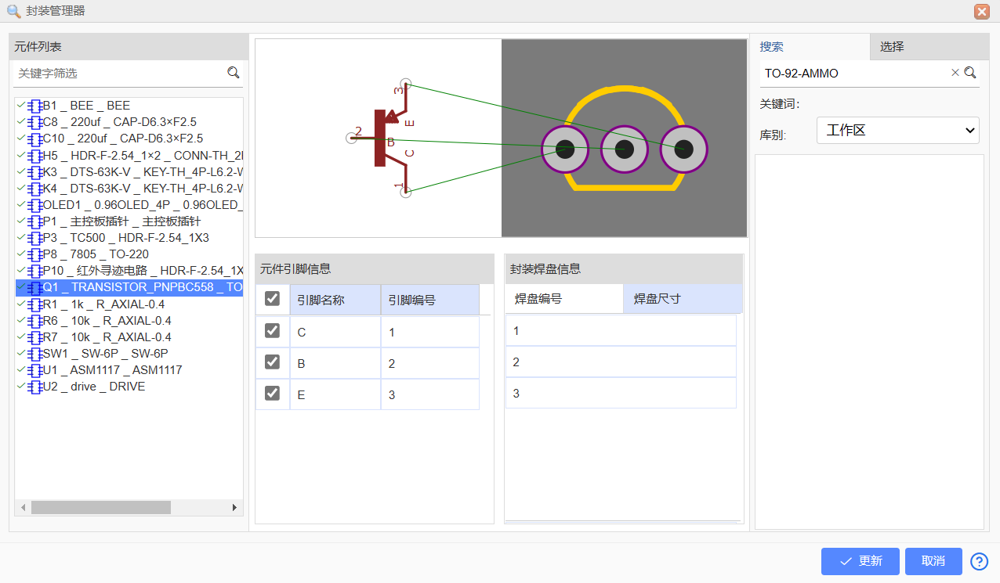 封装管理器
元件列表
关键字筛选
B1 _ BEE _ BEE
C8 _ 220uf _ CAP-D6.3×F2.5
C10 _ 220uf _ CAP-D6.3×F2.5
H5 _ HDR-F-2.54_1×2 _ CONN-TH_2
K3 _ DTS-63K-V _ KEY-TH_4P-L6.2-
K4 _ DTS-63K-V _ KEY-TH_4P-L6.2-
OLED1 _ 0.96OLED_4P _ 0.96OLED_
P1 _ 主控板插针 _ 主控板插针
P3 _ TC500 _ HDR-F-2.54_1X3
P8 _ 7805 _ TO-220
P10 _ 红外寻迹电路 _ HDR-F-2.54_1X
Q1 _ TRANSISTOR_PNPBC558 _ TO
R1 _ 1k _ R_AXIAL-0.4
R6 _ 10k _ R_AXIAL-0.4
R7 _ 10k _ R_AXIAL-0.4
SW1 _ SW-6P _ SW-6P
U1 _ ASM1117 _ ASM1117
U2 _ drive _ DRIVE
3
E
2
B
C
1
元件引脚信息
引脚名称 引脚编号
C 1
B 2
E 3
封装焊盘信息
焊盘编号 焊盘尺寸
1
2
3
搜索 选择
TO-92-AMMO
关键词:
库别: 工作区
更新 取消